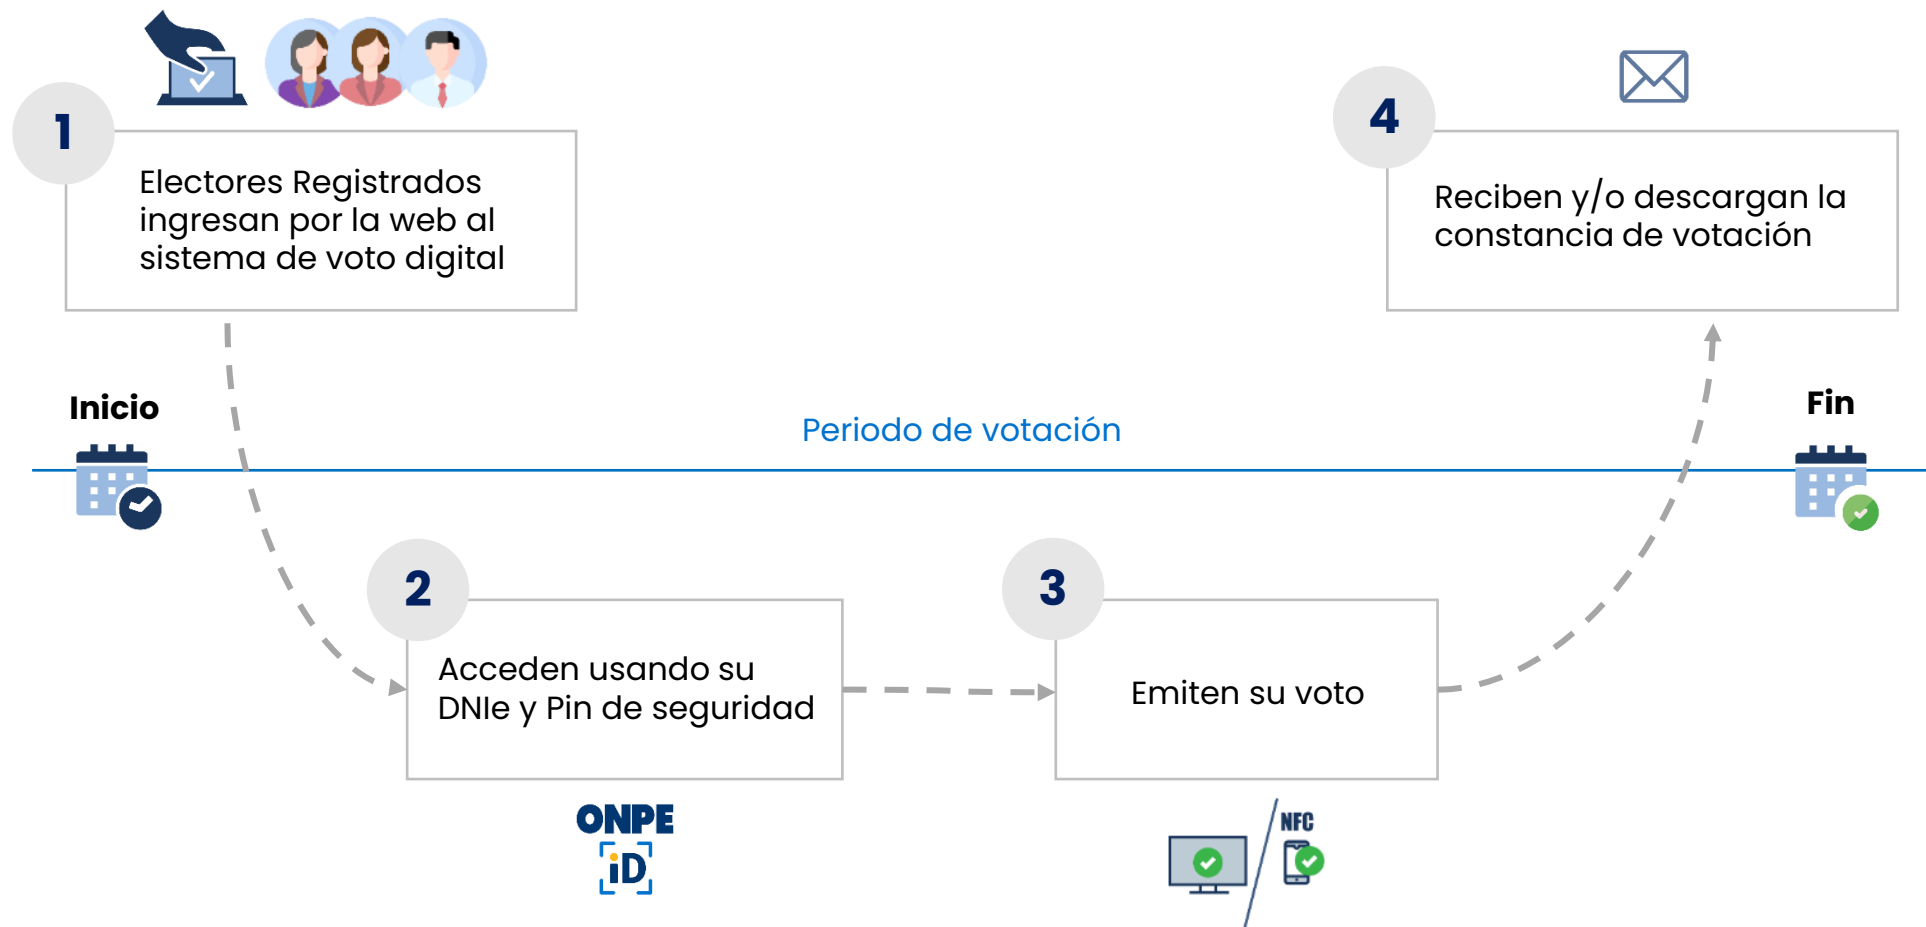 1
Electores Registrados
ingresan por la web al
sistema de voto digital
4
Reciben y/o descargan la
constancia de votación
Inicio
Periodo de votación
Fin
2
Acceden usando su
DNIe y Pin de seguridad
3
Emiten su voto
ONPE
iD
NFC